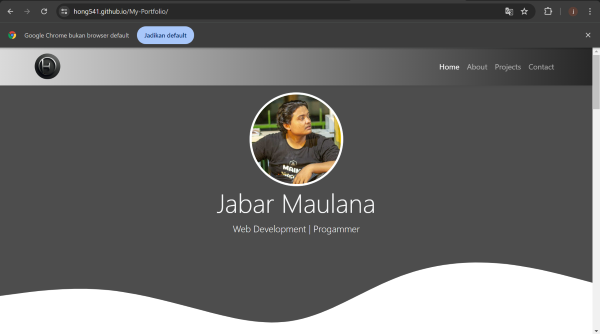 hong541.github.io/My-Portfolio/
Google Chrome bukan browser default
Jadikan default
Home About Projects Contact
Jabar Maulana
Web Development | Progammer